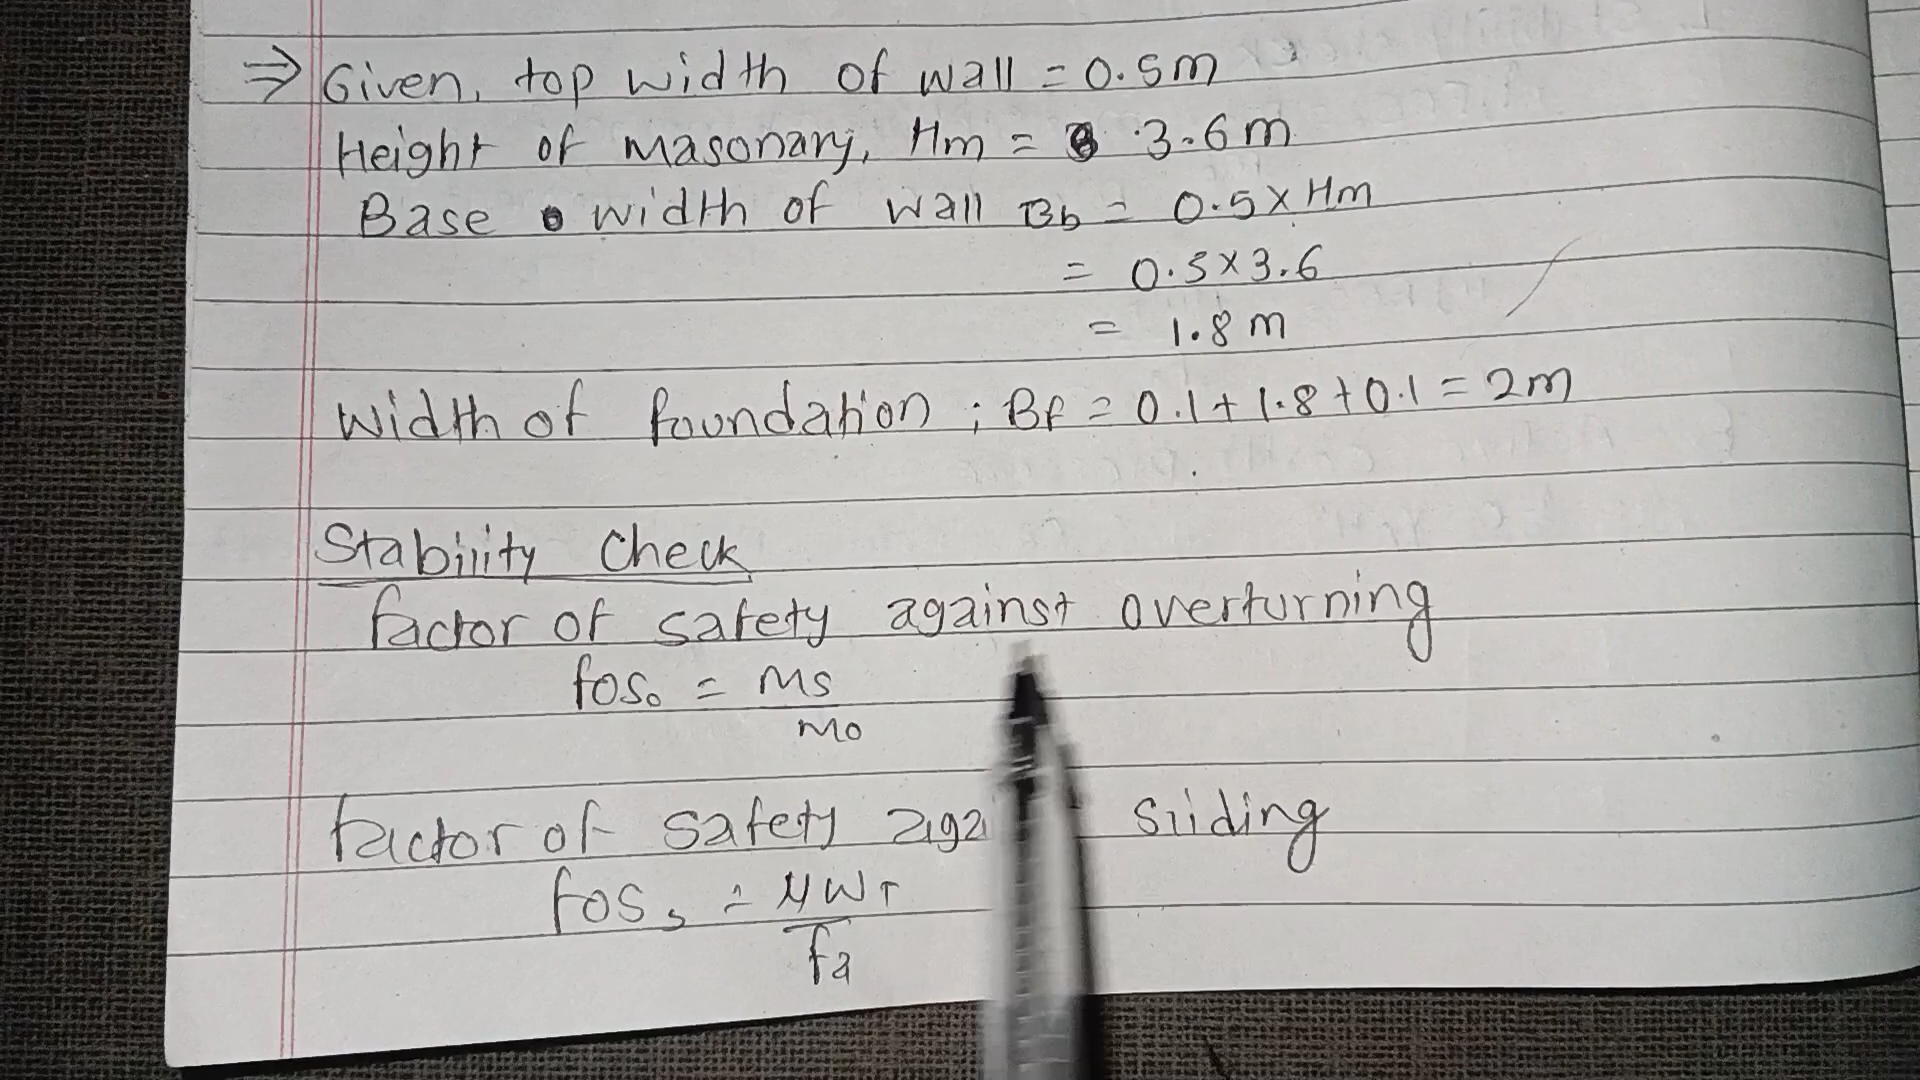 ⇒ Given, top width of wall = 0.5m
Height of masonary, Hm = 3.6m
Base width of wall Bb = 0.5 x Hm
= 0.5 x 3.6
= 1.8 m
Width of foundation ; Bf = 0.1 + 1.8 + 0.1 = 2m
Stability Check
factor of safety against overturning
fos₀ = Ms
Mo
factor of safety agai sliding
fosₛ = μWT
fa